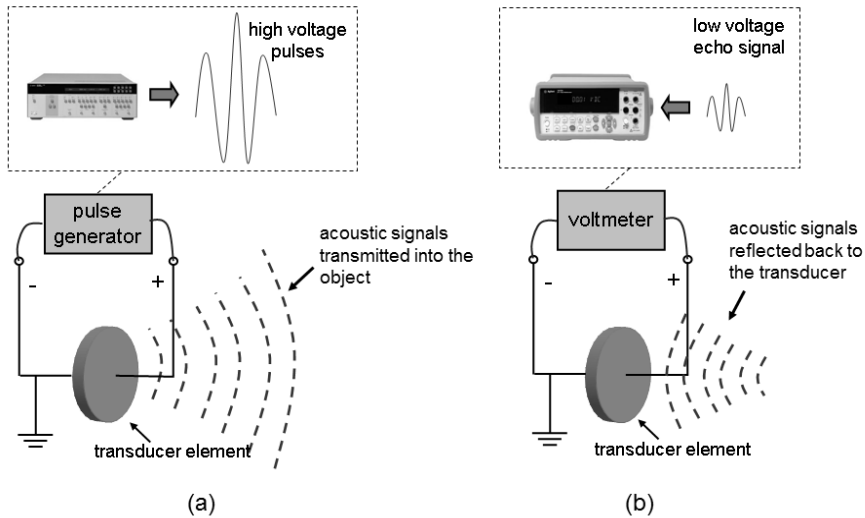 high voltage
pulses
pulse
generator
-
+
acoustic signals
transmitted into the
object
transducer element
(a)
low voltage
echo signal
voltmeter
-
+
acoustic signals
reflected back to
the transducer
transducer element
(b)